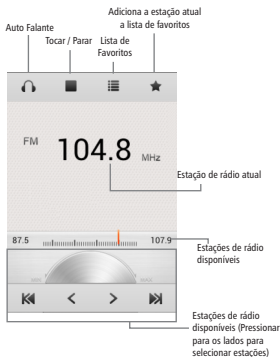 Adiciona a estação atual
a lista de favoritos
Auto Falante
Tocar / Parar
Lista de
Favoritos
FM
104.8
MHz
Estação de rádio atual
87.5
107.9
Estações de rádio
disponíveis
Estações de rádio
disponíveis (Pressionar
para os lados para
selecionar estações)